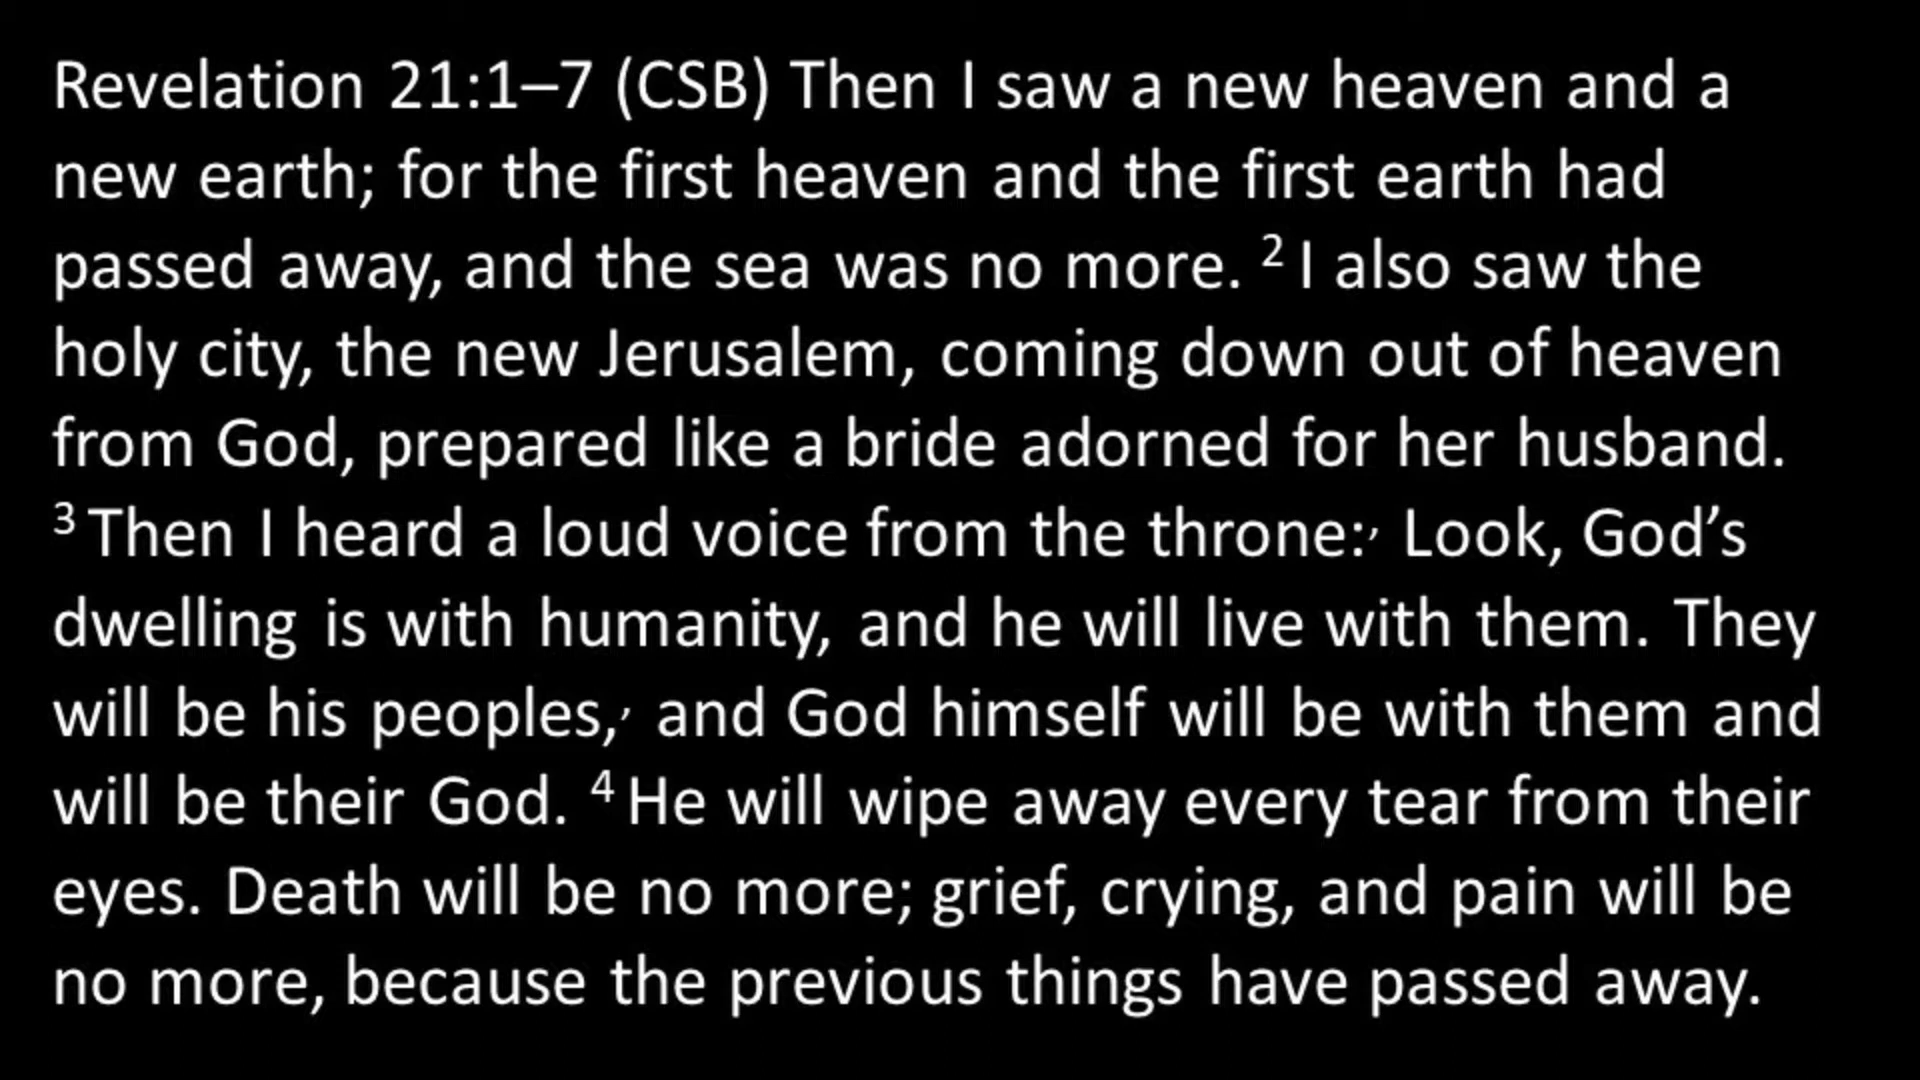 Revelation 21:1–7 (CSB) Then I saw a new heaven and a
new earth; for the first heaven and the first earth had
passed away, and the sea was no more. ² I also saw the
holy city, the new Jerusalem, coming down out of heaven
from God, prepared like a bride adorned for her husband.
³ Then I heard a loud voice from the throne:, Look, God’s
dwelling is with humanity, and he will live with them. They
will be his peoples,, and God himself will be with them and
will be their God. ⁴ He will wipe away every tear from their
eyes. Death will be no more; grief, crying, and pain will be
no more, because the previous things have passed away.